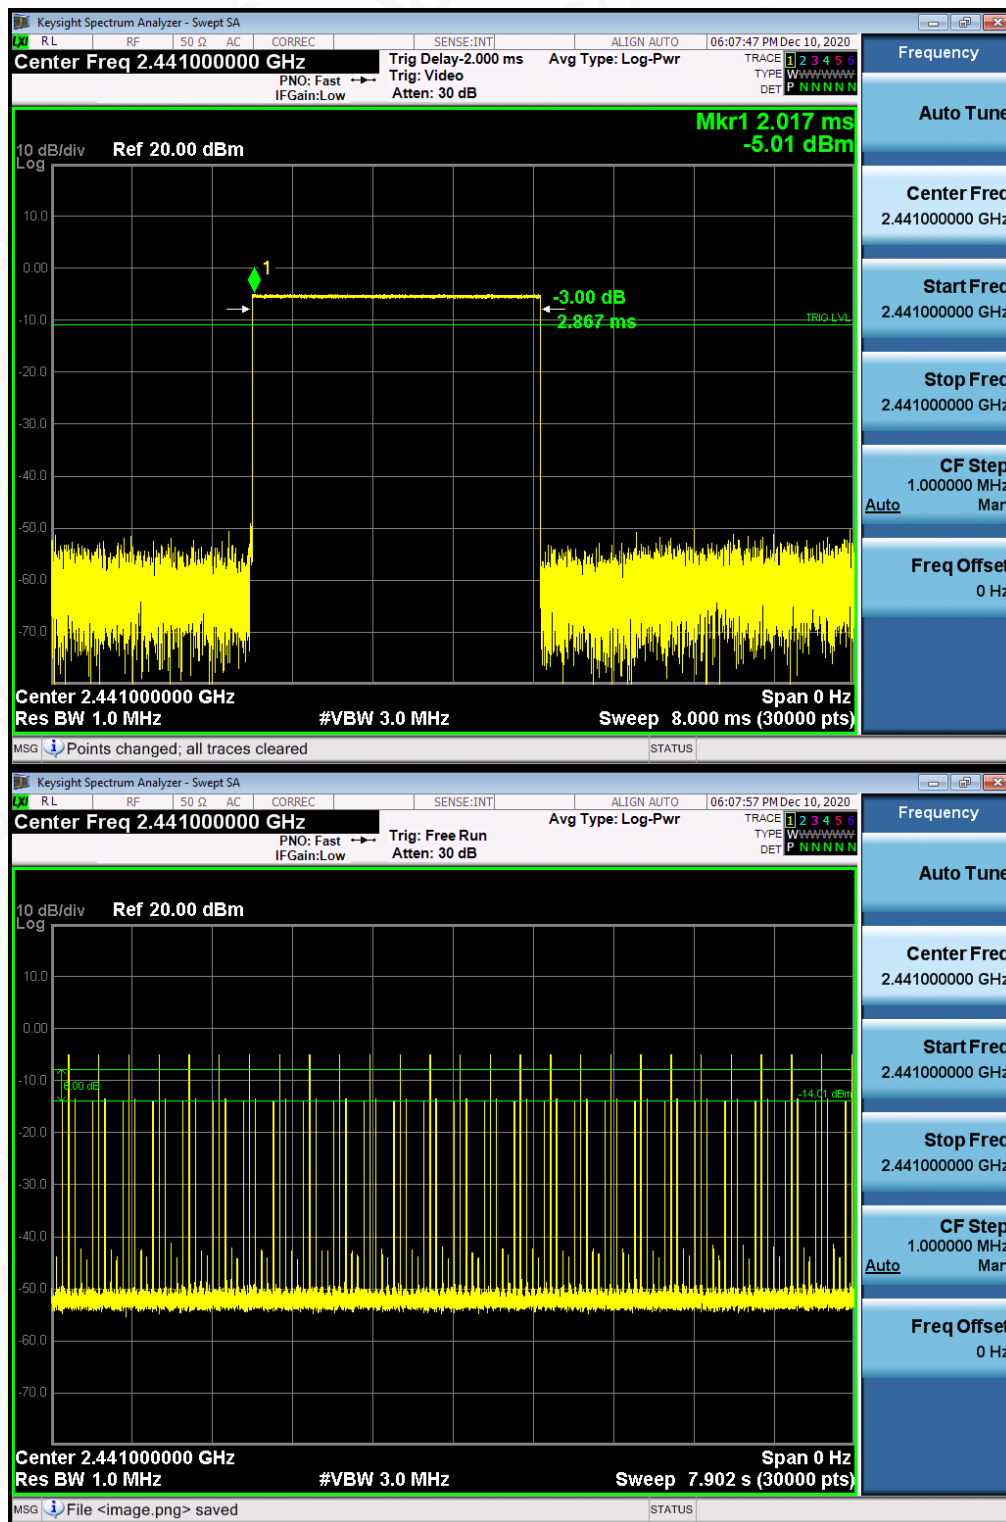 Keysight Spectrum Analyzer - Swept SA
LXI RL RF 50 Ω AC CORREC SENSE:INT ALIGN AUTO 06:07:47 PM Dec 10, 2020
Center Freq 2.441000000 GHz
PNO: Fast
IFGain:Low
Trig Delay-2.000 ms
Trig: Video
Atten: 30 dB
Avg Type: Log-Pwr
TRACE 1 2 3 4 5 6
TYPE WWWWWWW
DET P N N N N N
Frequency
Auto Tune
Center Freq
2.441000000 GHz
Start Freq
2.441000000 GHz
Stop Freq
2.441000000 GHz
CF Step
1.000000 MHz
Auto Man
Freq Offset
0 Hz
Mkr1 2.017 ms
-5.01 dBm
10 dB/div Ref 20.00 dBm
Log
10.0
0.00
-10.0
-20.0
-30.0
-40.0
-50.0
-60.0
-70.0
1
-3.00 dB
2.867 ms
TRIG LVL
Center 2.441000000 GHz Span 0 Hz
Res BW 1.0 MHz #VBW 3.0 MHz Sweep 8.000 ms (30000 pts)
MSG Points changed; all traces cleared STATUS
Keysight Spectrum Analyzer - Swept SA
LXI RL RF 50 Ω AC CORREC SENSE:INT ALIGN AUTO 06:07:57 PM Dec 10, 2020
Center Freq 2.441000000 GHz
PNO: Fast
IFGain:Low
Trig: Free Run
Atten: 30 dB
Avg Type: Log-Pwr
TRACE 1 2 3 4 5 6
TYPE WWWWWWW
DET P N N N N N
Frequency
Auto Tune
Center Freq
2.441000000 GHz
Start Freq
2.441000000 GHz
Stop Freq
2.441000000 GHz
CF Step
1.000000 MHz
Auto Man
Freq Offset
0 Hz
10 dB/div Ref 20.00 dBm
Log
10.0
0.00
-10.0
-20.0
-30.0
-40.0
-50.0
-60.0
-70.0
6.00 dB
-14.01 dBm
Center 2.441000000 GHz Span 0 Hz
Res BW 1.0 MHz #VBW 3.0 MHz Sweep 7.902 s (30000 pts)
MSG File <image.png> saved STATUS